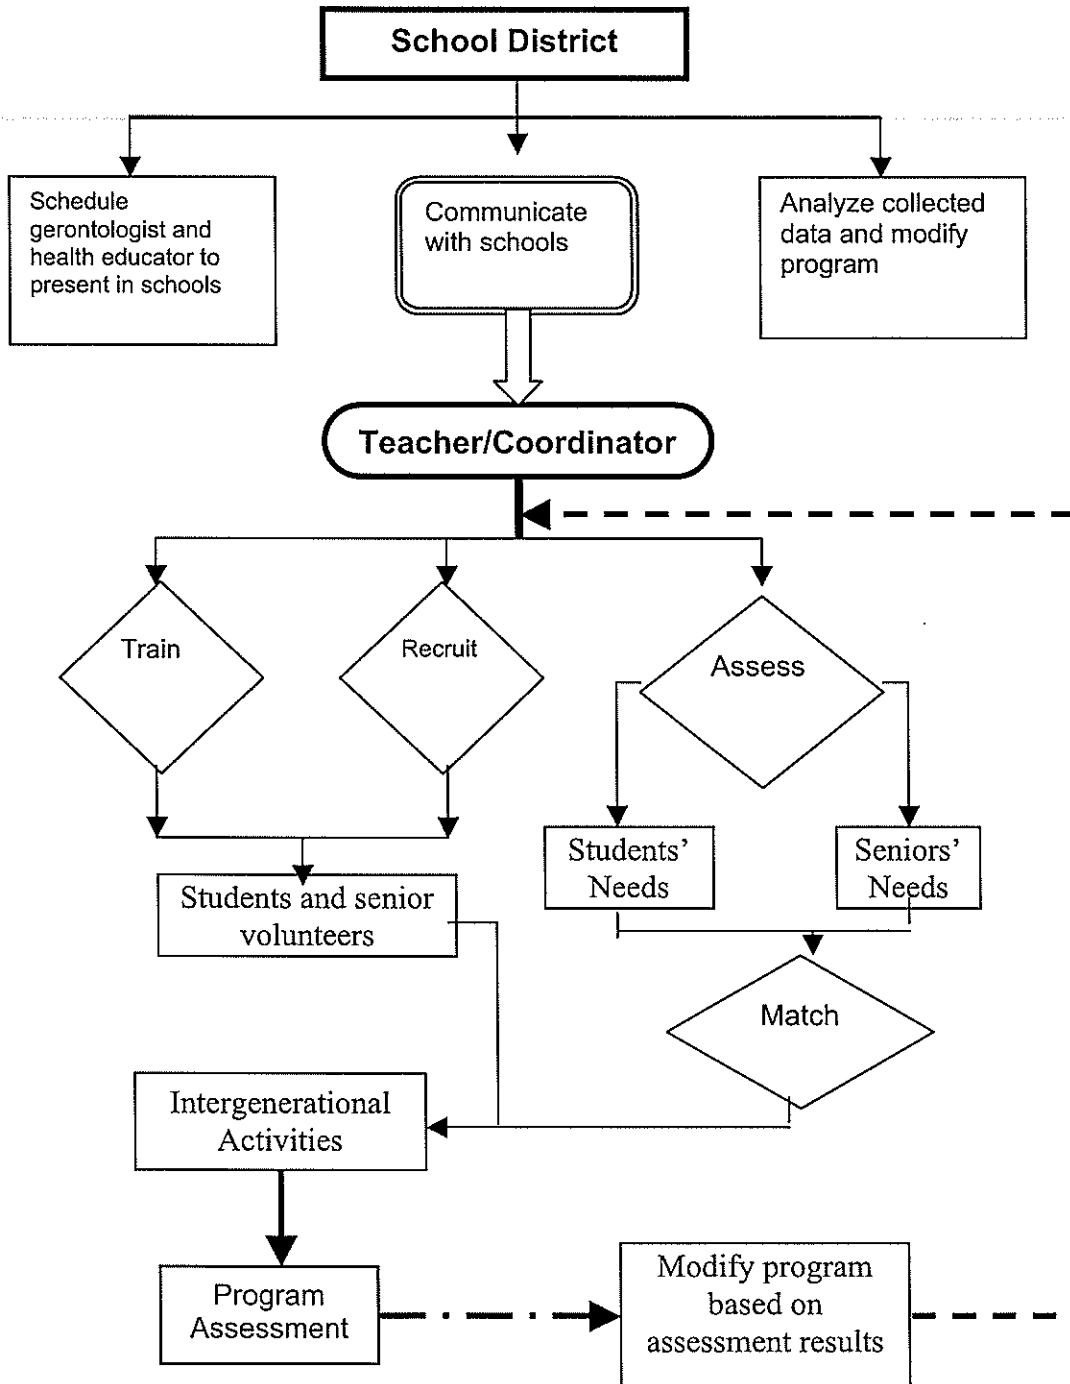 School District
Schedule
gerontologist and
health educator to
present in schools
Communicate
with schools
Analyze collected
data and modify
program
Teacher/Coordinator
Train
Recruit
Assess
Students’
Needs
Seniors’
Needs
Students and senior
volunteers
Match
Intergenerational
Activities
Program
Assessment
Modify program
based on
assessment results